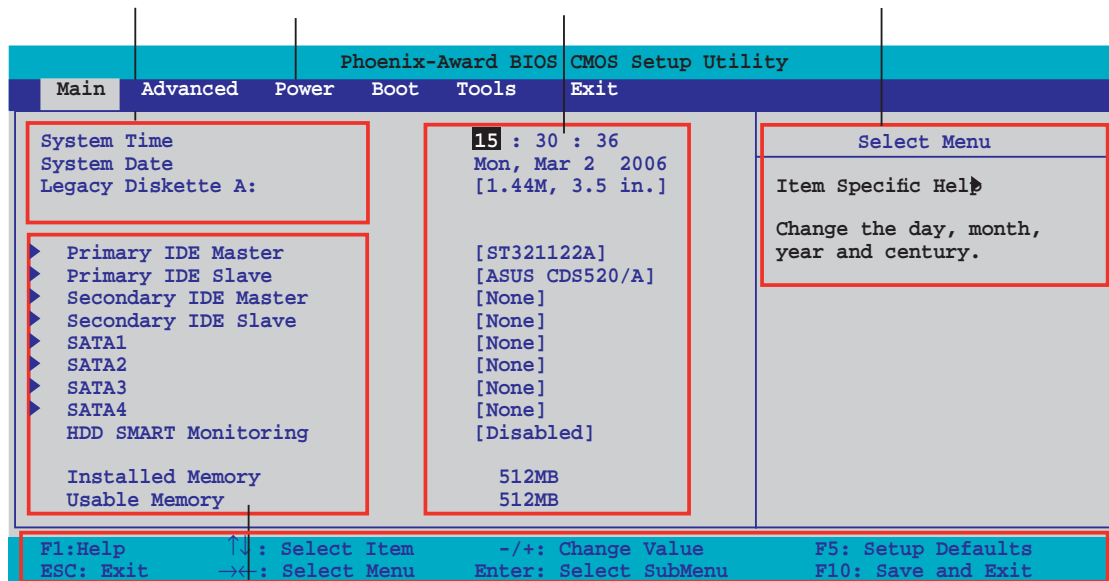 Phoenix-Award BIOS CMOS Setup Utility
Main Advanced Power Boot Tools Exit
System Time 15 : 30 : 36
System Date Mon, Mar 2 2006
Legacy Diskette A: [1.44M, 3.5 in.]
Primary IDE Master [ST321122A]
Primary IDE Slave [ASUS CDS520/A]
Secondary IDE Master [None]
Secondary IDE Slave [None]
SATA1 [None]
SATA2 [None]
SATA3 [None]
SATA4 [None]
HDD SMART Monitoring [Disabled]
Installed Memory 512MB
Usable Memory 512MB
Select Menu
Item Specific Help
Change the day, month,
year and century.
F1:Help ↑↓ : Select Item -/+: Change Value F5: Setup Defaults
ESC: Exit →←: Select Menu Enter: Select SubMenu F10: Save and Exit